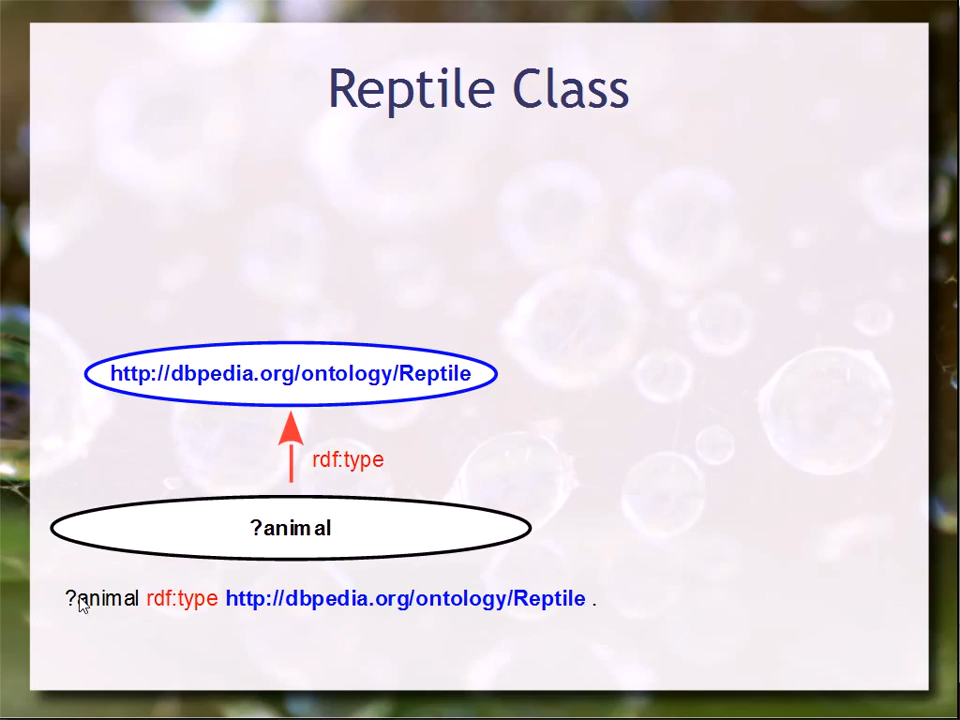 Reptile Class
http://dbpedia.org/ontology/Reptile
rdf:type
?animal
?animal rdf:type http://dbpedia.org/ontology/Reptile .